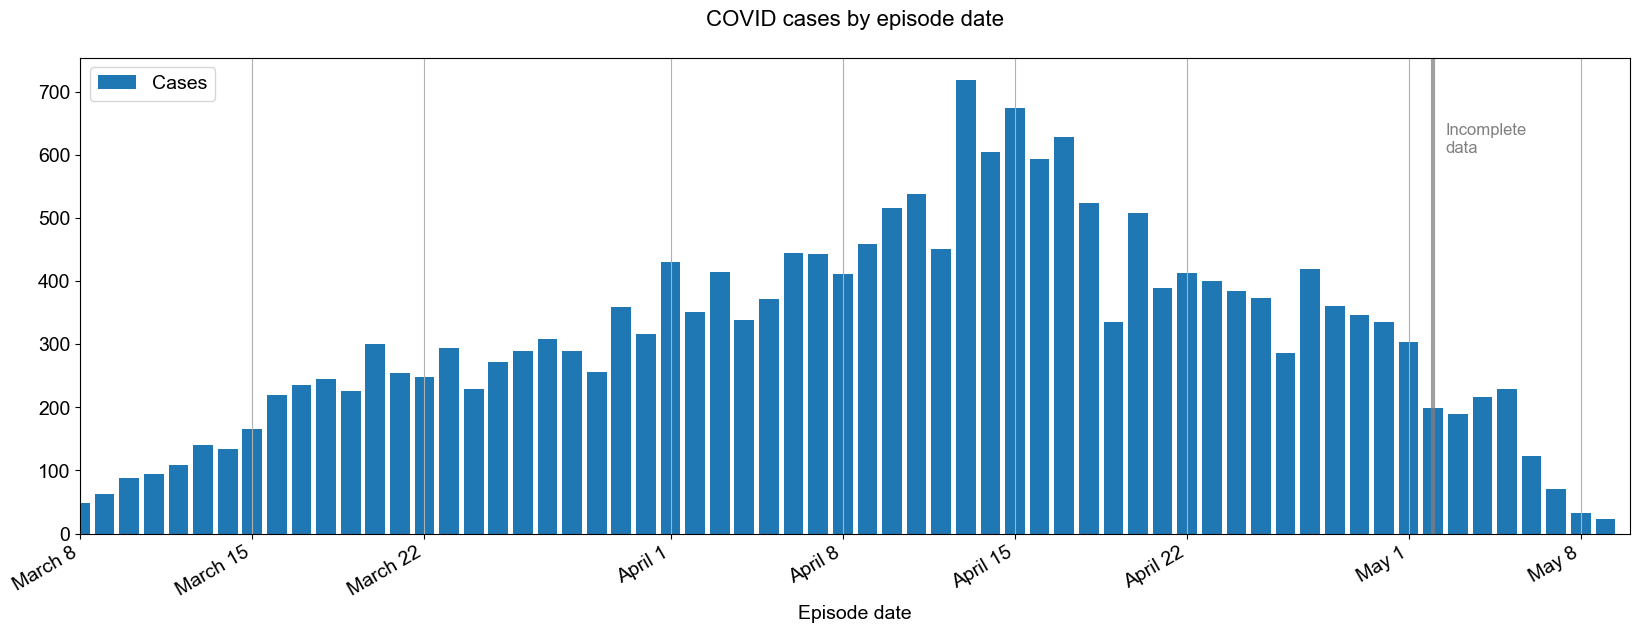 COVID cases by episode date
Cases
700
600
500
400
300
200
100
0
Incomplete
data
March 8
March 15
March 22
April 1
April 8
April 15
April 22
May 1
May 8
Episode date